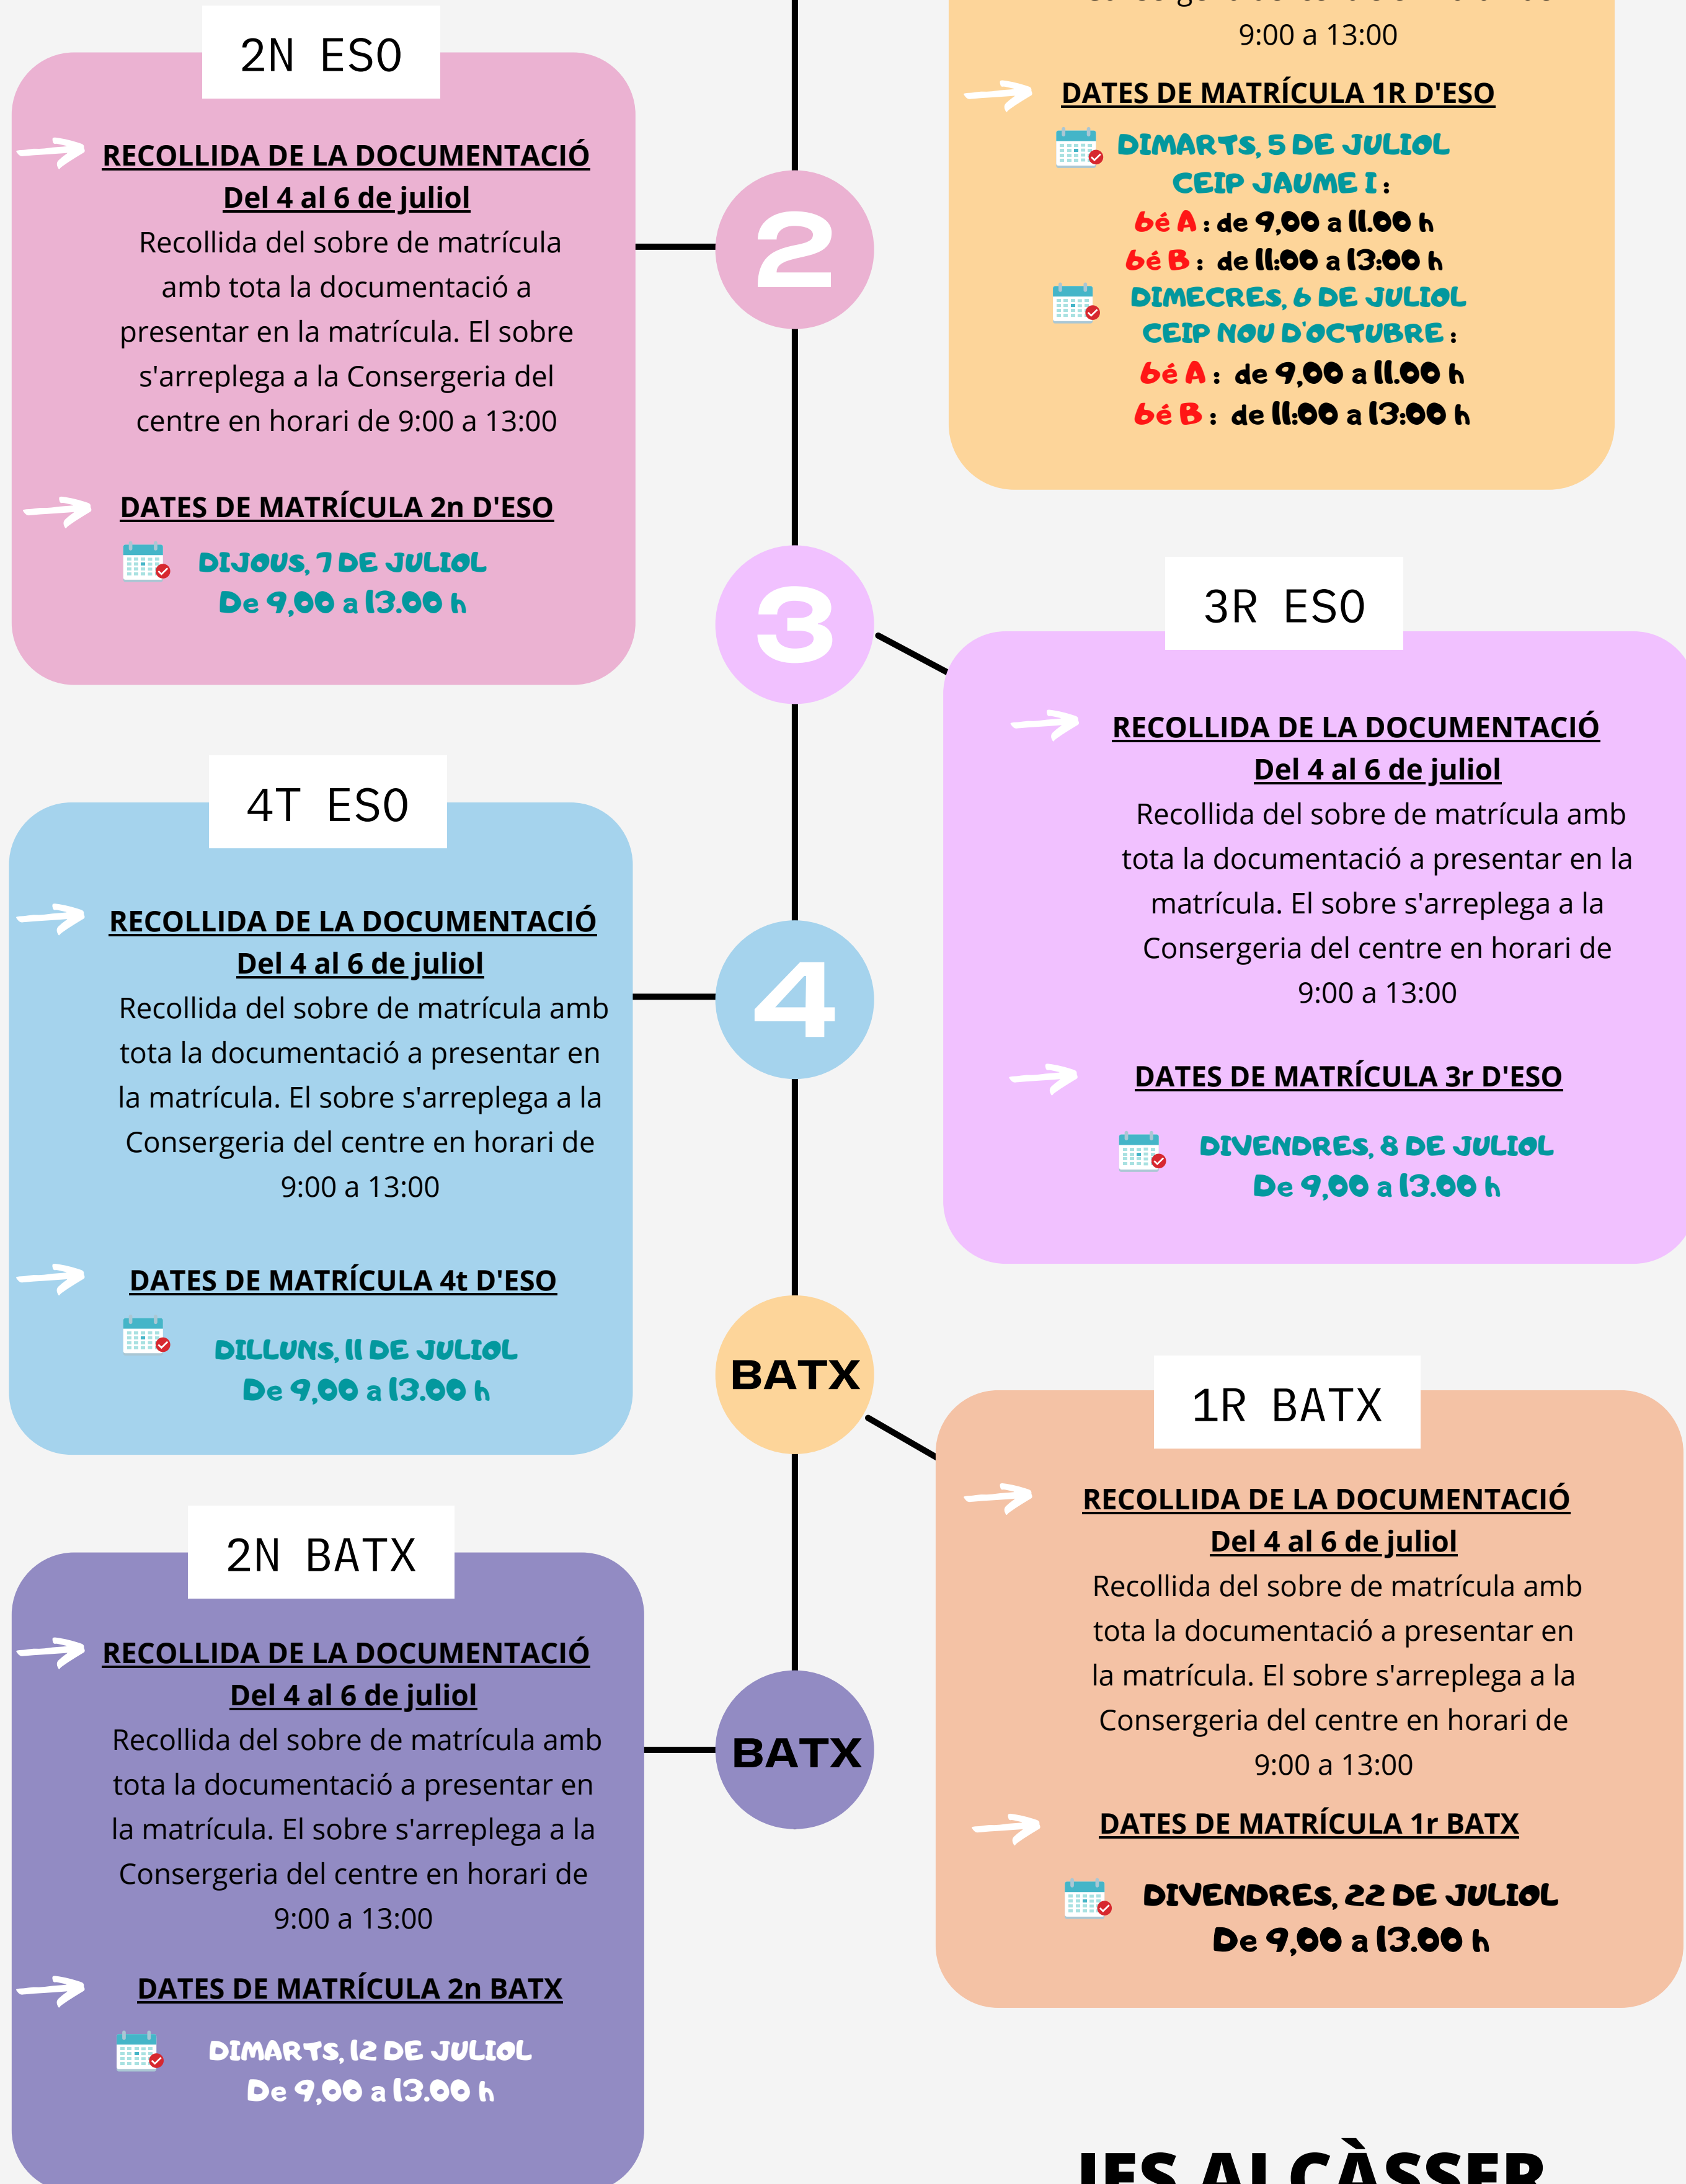 9:00 a 13:00
DATES DE MATRÍCULA 1R D'ESO
DIMARTS, 5 DE JULIOL
CEIP JAUME I :
6é A : de 9,00 a 11.00 h
6é B : de 11:00 a 13:00 h
DIMECRES, 6 DE JULIOL
CEIP NOU D'OCTUBRE :
6é A : de 9,00 a 11.00 h
6é B : de 11:00 a 13:00 h
2N ESO
RECOLLIDA DE LA DOCUMENTACIÓ
Del 4 al 6 de juliol
Recollida del sobre de matrícula
amb tota la documentació a
presentar en la matrícula. El sobre
s'arreplega a la Consergeria del
centre en horari de 9:00 a 13:00
DATES DE MATRÍCULA 2n D'ESO
DIJOUS, 7 DE JULIOL
De 9,00 a 13.00 h
2
3
3R ESO
RECOLLIDA DE LA DOCUMENTACIÓ
Del 4 al 6 de juliol
Recollida del sobre de matrícula amb
tota la documentació a presentar en la
matrícula. El sobre s'arreplega a la
Consergeria del centre en horari de
9:00 a 13:00
DATES DE MATRÍCULA 3r D'ESO
DIVENDRES, 8 DE JULIOL
De 9,00 a 13.00 h
4T ESO
RECOLLIDA DE LA DOCUMENTACIÓ
Del 4 al 6 de juliol
Recollida del sobre de matrícula amb
tota la documentació a presentar en
la matrícula. El sobre s'arreplega a la
Consergeria del centre en horari de
9:00 a 13:00
DATES DE MATRÍCULA 4t D'ESO
DILLUNS, 11 DE JULIOL
De 9,00 a 13.00 h
4
BATX
1R BATX
RECOLLIDA DE LA DOCUMENTACIÓ
Del 4 al 6 de juliol
Recollida del sobre de matrícula amb
tota la documentació a presentar en
la matrícula. El sobre s'arreplega a la
Consergeria del centre en horari de
9:00 a 13:00
DATES DE MATRÍCULA 1r BATX
DIVENDRES, 22 DE JULIOL
De 9,00 a 13.00 h
2N BATX
RECOLLIDA DE LA DOCUMENTACIÓ
Del 4 al 6 de juliol
Recollida del sobre de matrícula amb
tota la documentació a presentar en
la matrícula. El sobre s'arreplega a la
Consergeria del centre en horari de
9:00 a 13:00
DATES DE MATRÍCULA 2n BATX
DIMARTS, 12 DE JULIOL
De 9,00 a 13.00 h
BATX
IES ALCÀSSER